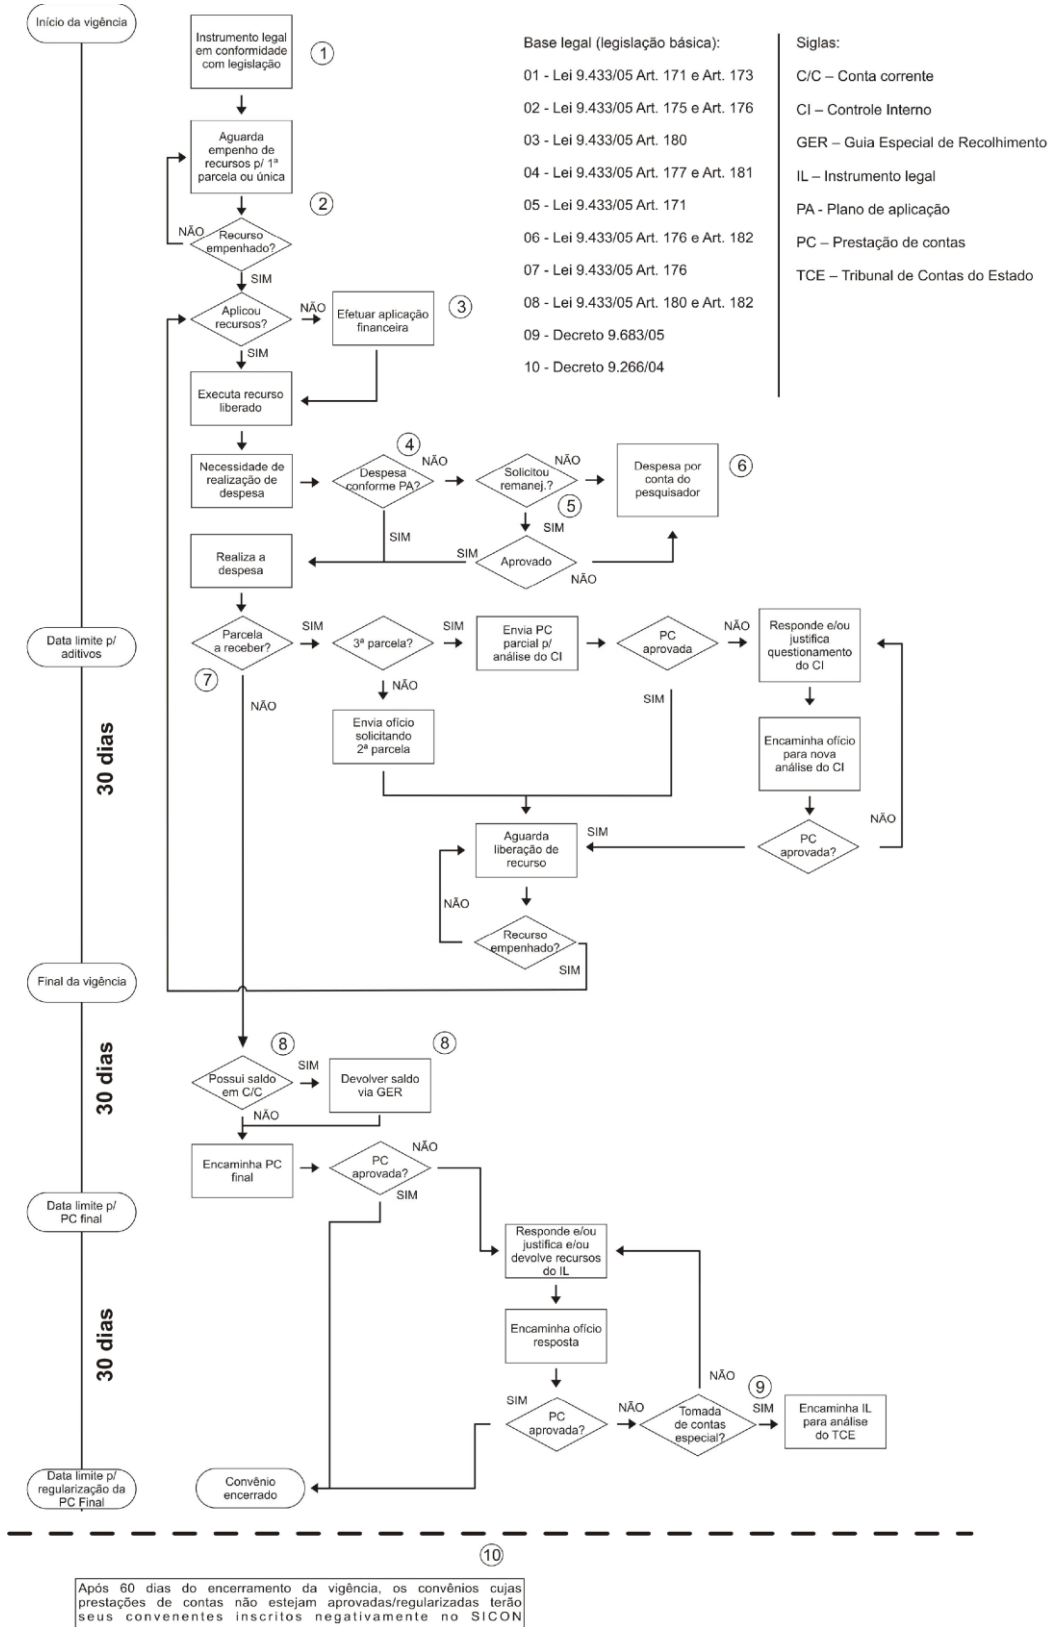 Início da vigência
Instrumento legal
em conformidade
com legislação
1
Base legal (legislação básica):
01 - Lei 9.433/05 Art. 171 e Art. 173
02 - Lei 9.433/05 Art. 175 e Art. 176
03 - Lei 9.433/05 Art. 180
04 - Lei 9.433/05 Art. 177 e Art. 181
05 - Lei 9.433/05 Art. 171
06 - Lei 9.433/05 Art. 176 e Art. 182
07 - Lei 9.433/05 Art. 176
08 - Lei 9.433/05 Art. 180 e Art. 182
09 - Decreto 9.683/05
10 - Decreto 9.266/04
Siglas:
C/C – Conta corrente
CI – Controle Interno
GER – Guia Especial de Recolhimento
IL – Instrumento legal
PA - Plano de aplicação
PC – Prestação de contas
TCE – Tribunal de Contas do Estado
Aguarda
empenho de
recursos p/ 1ª
parcela ou única
2
NÃO
Recurso
empenhado?
SIM
Aplicou
recursos?
NÃO
Efetuar aplicação
financeira
3
SIM
Executa recurso
liberado
Necessidade de
realização de
despesa
4
Despesa
conforme PA?
NÃO
Solicitou
remanej.?
NÃO
5
Despesa por
conta do
pesquisador
6
SIM
SIM
Realiza a
despesa
SIM
Aprovado
NÃO
Data limite p/
aditivos
Parcela
a receber?
SIM
7
NÃO
3ª parcela?
SIM
NÃO
Envia PC
parcial p/
análise do CI
PC
aprovada
NÃO
SIM
Responde e/ou
justifica
questionamento
do CI
30 dias
Envia ofício
solicitando
2ª parcela
Encaminha ofício
para nova
análise do CI
Aguarda
liberação de
recurso
SIM
PC
aprovada?
NÃO
NÃO
Recurso
empenhado?
SIM
Final da vigência
30 dias
Possui saldo
em C/C
8
SIM
Devolver saldo
via GER
8
NÃO
Encaminha PC
final
PC
aprovada?
NÃO
SIM
Data limite p/
PC final
Responde e/ou
justifica e/ou
devolve recursos
do IL
30 dias
Encaminha ofício
resposta
SIM
PC
aprovada?
NÃO
NÃO
Tomada
de contas
especial?
9
SIM
Encaminha IL
para análise
do TCE
Data limite p/
regularização da
PC Final
Convênio
encerrado
10
Após 60 dias do encerramento da vigência, os convênios cujas
prestações de contas não estejam aprovadas/regularizadas terão
seus convenentes inscritos negativamente no SICON